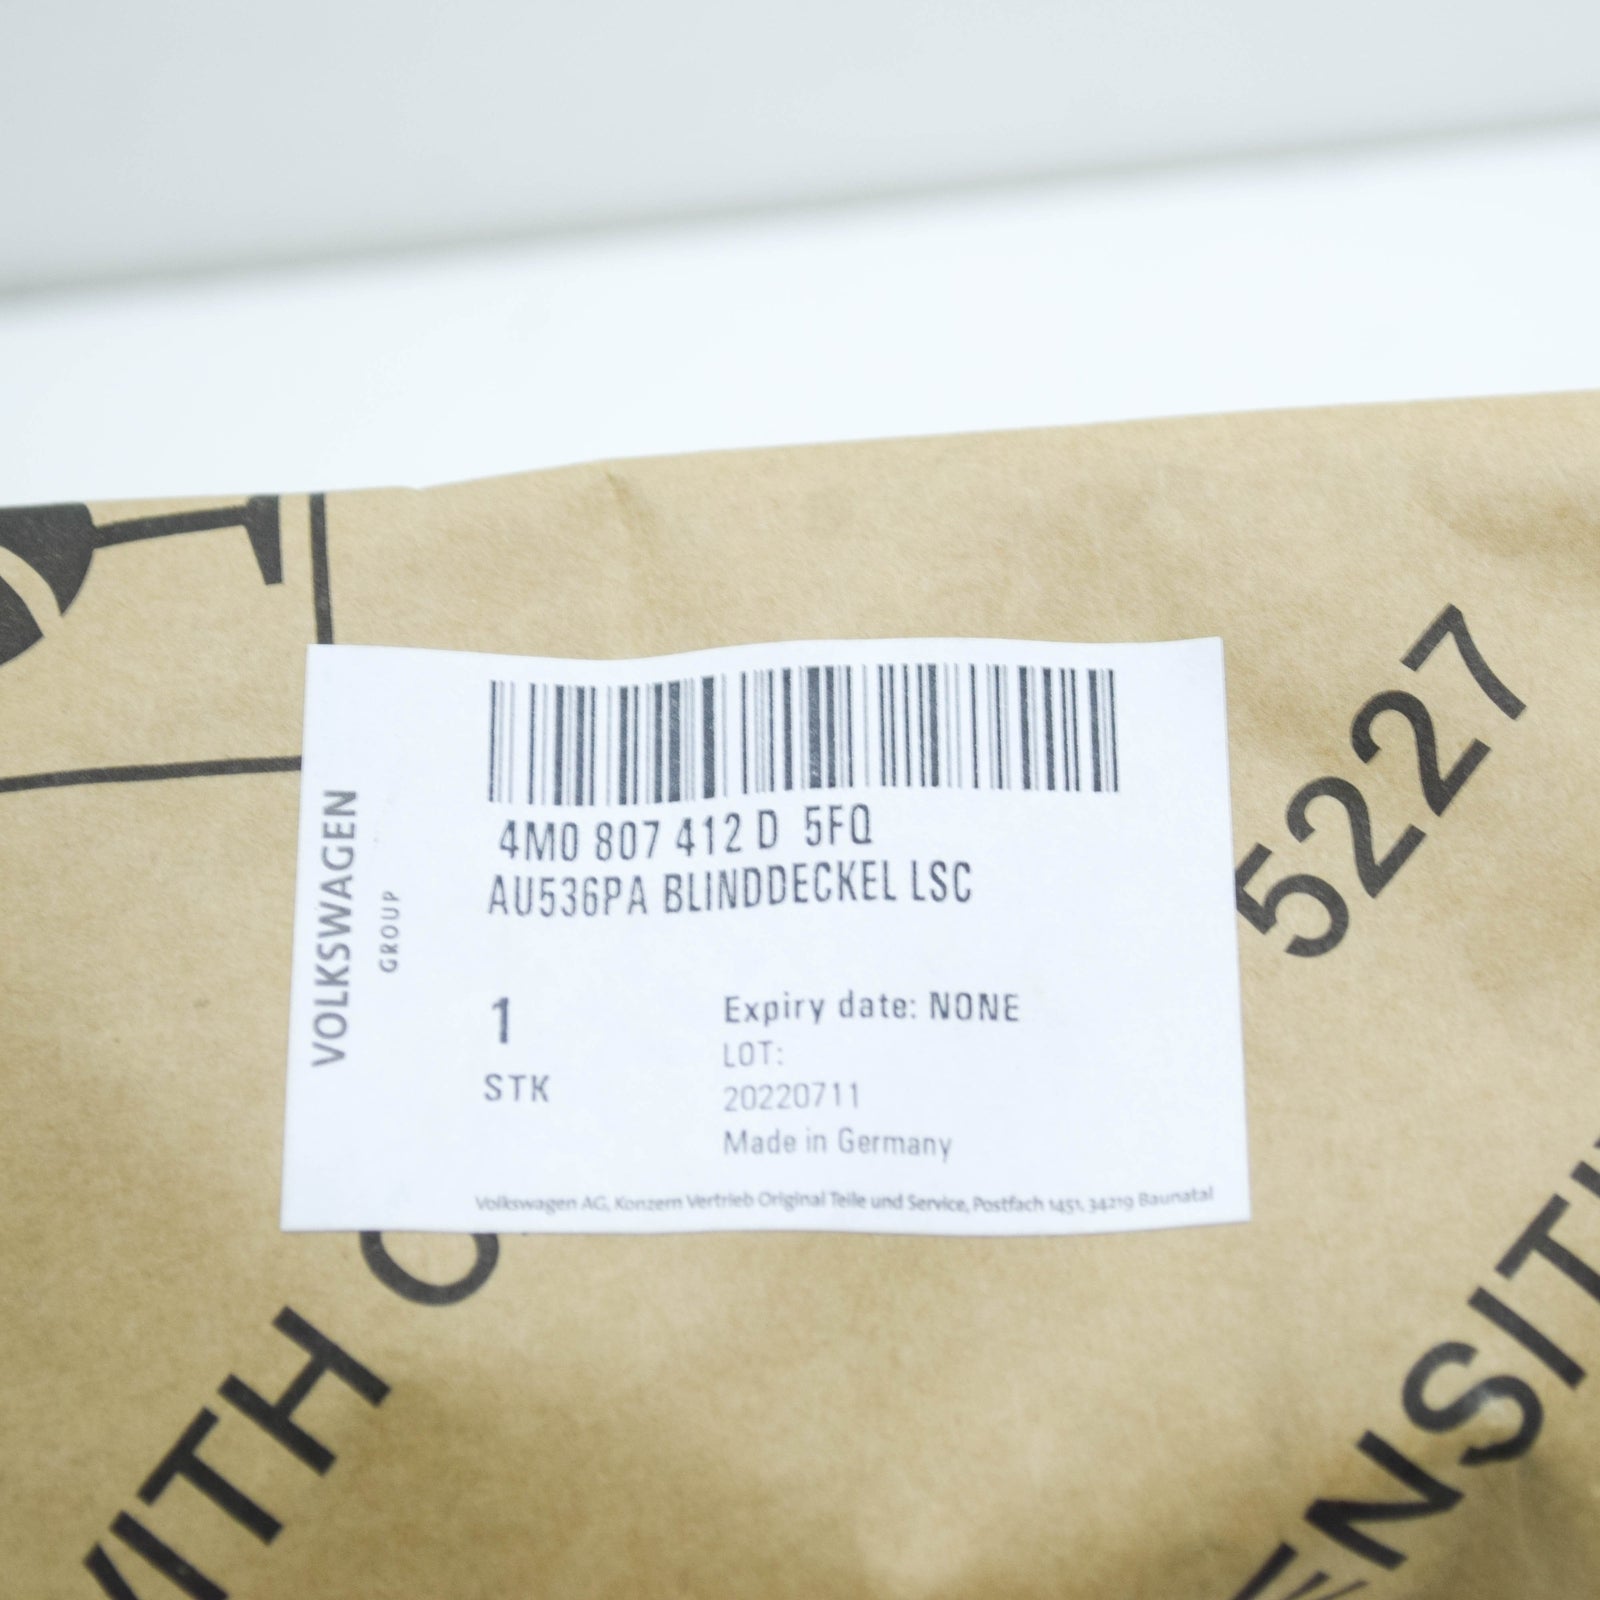 VOLKSWAGEN
GROUP
4M0 807 412 D 5FQ
AU536PA BLINDDECKEL LSC
1
STK
Expiry date: NONE
LOT:
20220711
Made in Germany
Volkswagen AG, Konzern Vertrieb Original Teile und Service, Postfach 1451, 34219 Baunatal
5227